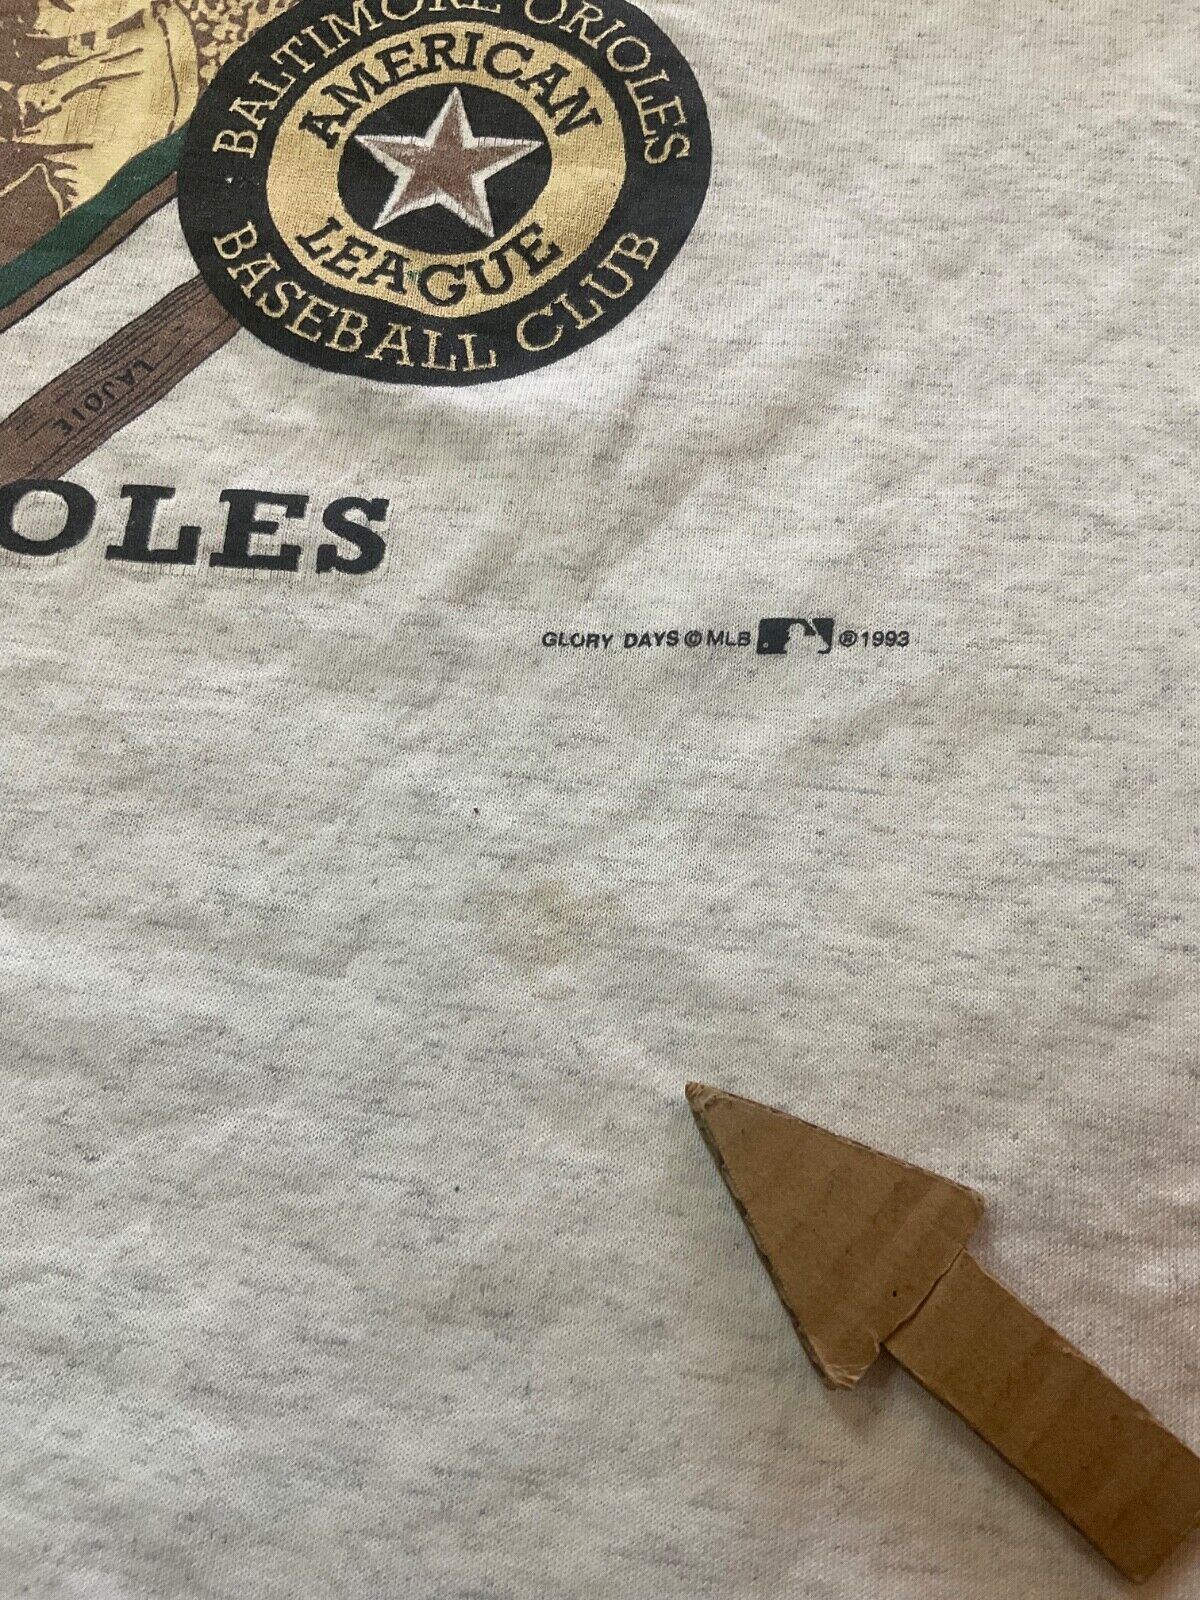 BALTIMORE ORIOLES
AMERICAN
LEAGUE
BASEBALL CLUB
LAJOIE
OLES
GLORY DAYS © MLB ® 1993